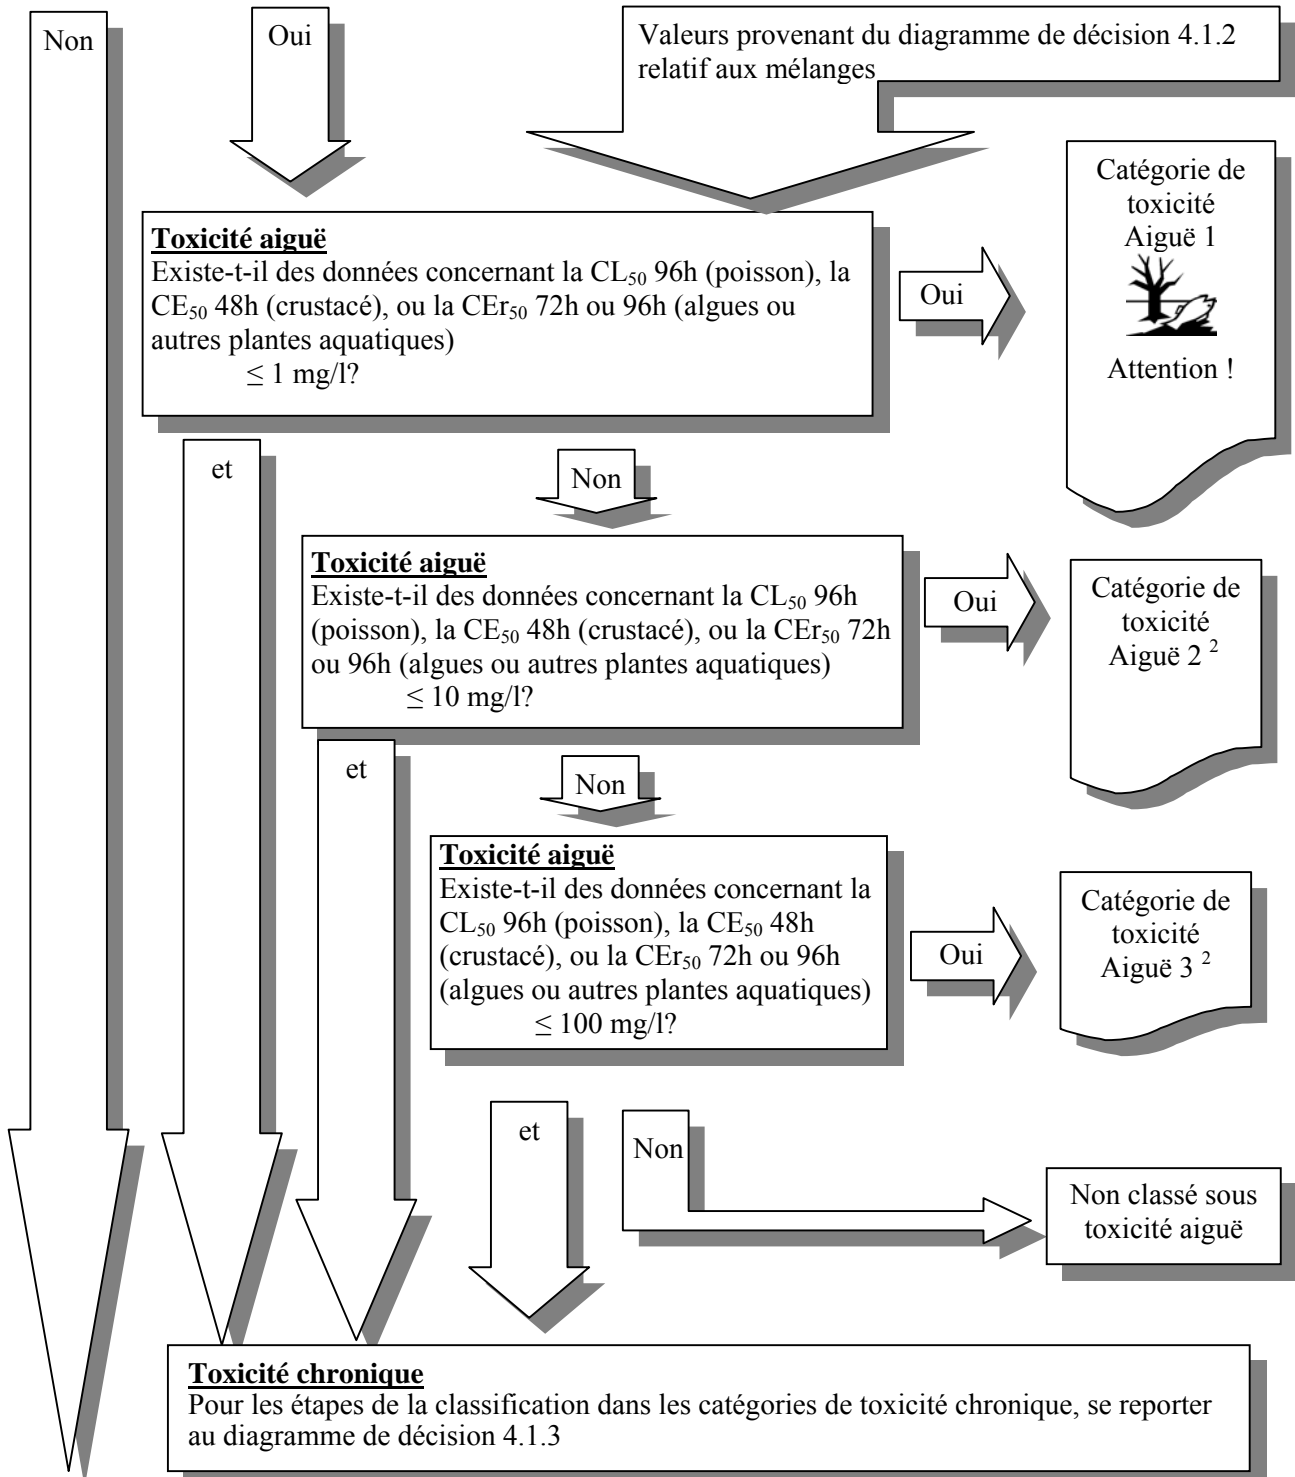 Non
Oui
Valeurs provenant du diagramme de décision 4.1.2
relatif aux mélanges
Toxicité aiguë
Existe-t-il des données concernant la CL50 96h (poisson), la
CE50 48h (crustacé), ou la CEr50 72h ou 96h (algues ou
autres plantes aquatiques)
≤ 1 mg/l?
Oui
Catégorie de
toxicité
Aiguë 1
Attention !
et
Non
Toxicité aiguë
Existe-t-il des données concernant la CL50 96h
(poisson), la CE50 48h (crustacé), ou la CEr50 72h
ou 96h (algues ou autres plantes aquatiques)
≤ 10 mg/l?
Oui
Catégorie de
toxicité
Aiguë 2 2
et
Non
Toxicité aiguë
Existe-t-il des données concernant la
CL50 96h (poisson), la CE50 48h
(crustacé), ou la CEr50 72h ou 96h
(algues ou autres plantes aquatiques)
≤ 100 mg/l?
Oui
Catégorie de
toxicité
Aiguë 3 2
et
Non
Non classé sous
toxicité aiguë
Toxicité chronique
Pour les étapes de la classification dans les catégories de toxicité chronique, se reporter
au diagramme de décision 4.1.3